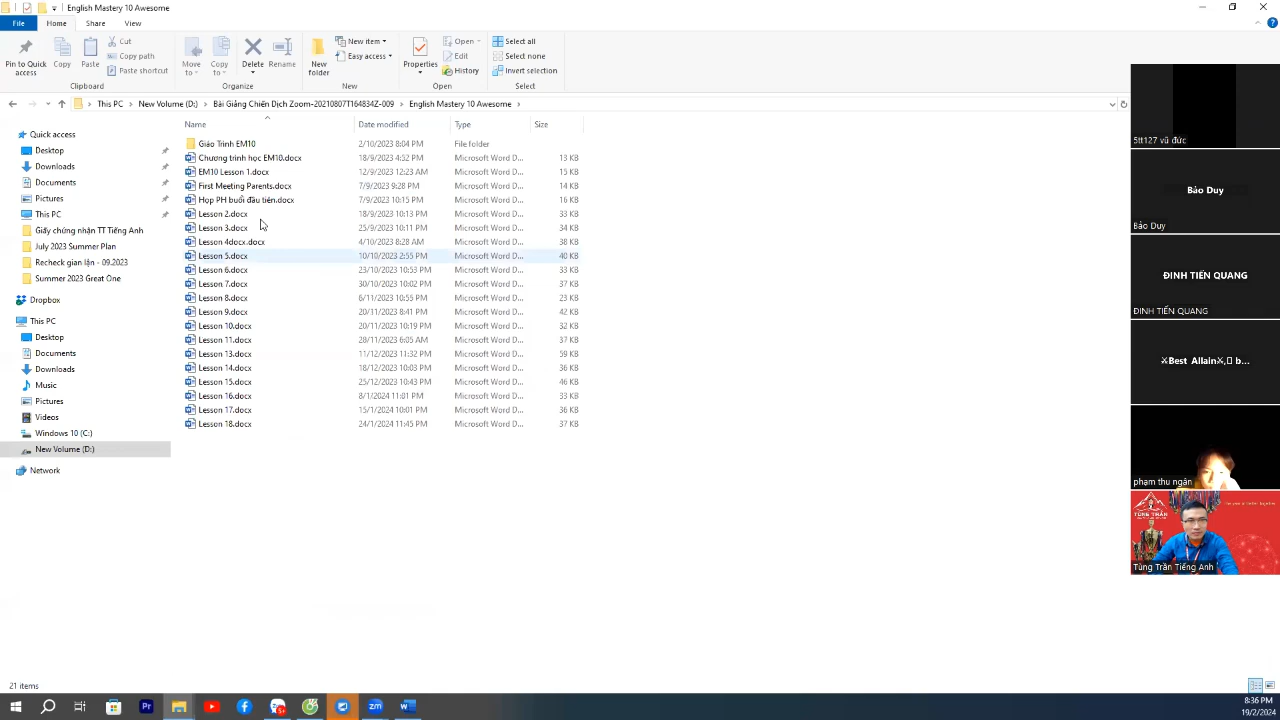 English Mastery 10 Awesome
File Home Share View
Pin to Quick access
Copy
Paste
Cut
Copy path
Paste shortcut
Clipboard
Move to
Copy to
Delete
Rename
Organize
New folder
New item
Easy access
New
Properties
Open
Edit
History
Open
Select all
Select none
Invert selection
Select
This PC New Volume (D:) Bài Giảng Chiến Dịch Zoom-20210807T164834Z-009 English Mastery 10 Awesome
Quick access
Desktop
Downloads
Documents
Pictures
This PC
Giấy chứng nhận TT Tiếng Anh
July 2023 Summer Plan
Recheck gian lận - 09.2023
Summer 2023 Great One
Dropbox
This PC
Desktop
Documents
Downloads
Music
Pictures
Videos
Windows 10 (C:)
New Volume (D:)
Network
Name Date modified Type Size
Giáo Trình EM10 2/10/2023 8:04 PM File folder
Chương trình học EM10.docx 18/9/2023 4:52 PM Microsoft Word D... 13 KB
EM10 Lesson 1.docx 12/9/2023 12:23 AM Microsoft Word D... 15 KB
First Meeting Parents.docx 7/9/2023 9:28 PM Microsoft Word D... 14 KB
Họp PH buổi đầu tiên.docx 7/9/2023 10:15 PM Microsoft Word D... 16 KB
Lesson 2.docx 18/9/2023 10:13 PM Microsoft Word D... 33 KB
Lesson 3.docx 25/9/2023 10:11 PM Microsoft Word D... 34 KB
Lesson 4docx.docx 4/10/2023 8:28 AM Microsoft Word D... 38 KB
Lesson 5.docx 10/10/2023 2:55 PM Microsoft Word D... 40 KB
Lesson 6.docx 23/10/2023 10:53 PM Microsoft Word D... 33 KB
Lesson 7.docx 30/10/2023 10:02 PM Microsoft Word D... 37 KB
Lesson 8.docx 6/11/2023 10:55 PM Microsoft Word D... 23 KB
Lesson 9.docx 20/11/2023 8:41 PM Microsoft Word D... 42 KB
Lesson 10.docx 20/11/2023 10:19 PM Microsoft Word D... 32 KB
Lesson 11.docx 28/11/2023 6:05 AM Microsoft Word D... 37 KB
Lesson 13.docx 11/12/2023 11:32 PM Microsoft Word D... 59 KB
Lesson 14.docx 18/12/2023 10:03 PM Microsoft Word D... 36 KB
Lesson 15.docx 25/12/2023 10:43 PM Microsoft Word D... 46 KB
Lesson 16.docx 8/1/2024 11:01 PM Microsoft Word D... 33 KB
Lesson 17.docx 15/1/2024 10:01 PM Microsoft Word D... 36 KB
Lesson 18.docx 24/1/2024 11:45 PM Microsoft Word D... 37 KB
5tt127 vũ đức
Bảo Duy
Bảo Duy
ĐINH TIẾN QUANG
ĐINH TIẾN QUANG
Best Allain
b...
phạm thu ngân
TÙNG TRẦN
Tùng Trần Tiếng Anh
21 items
8:36 PM
19/2/2024